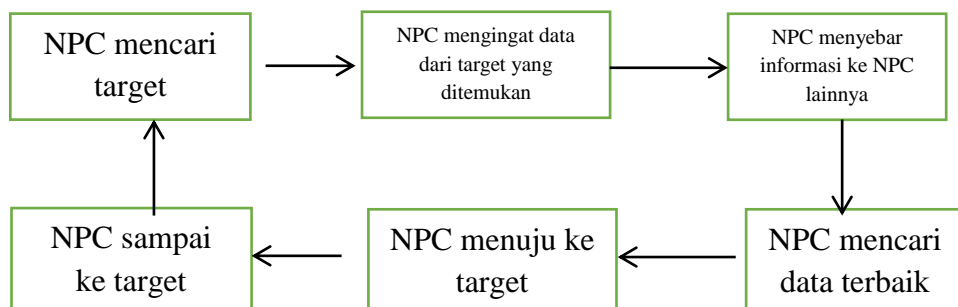 NPC mencari
target
NPC mengingat data
dari target yang
ditemukan
NPC menyebar
informasi ke NPC
lainnya
NPC mencari
data terbaik
NPC menuju ke
target
NPC sampai
ke target